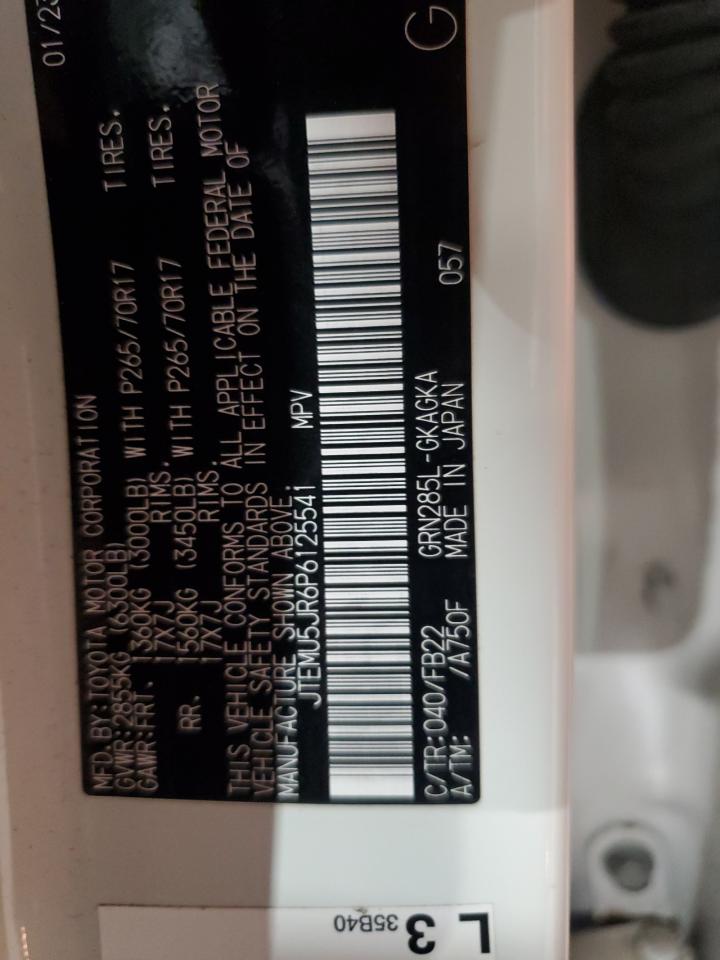 MFD.BY:TOYOTA MOTOR CORPORATION 01/23
GVWR:2855KG (6300LB)
GAWR:FRT. 1360KG (3000LB) WITH P265/70R17 TIRES.
17X7J RIMS.
RR. 1560KG (3450LB) WITH P265/70R17 TIRES.
17X7J RIMS.
THIS VEHICLE CONFORMS TO ALL APPLICABLE FEDERAL MOTOR
VEHICLE SAFETY STANDARDS IN EFFECT ON THE DATE OF
MANUFACTURE SHOWN ABOVE.
JTEMU5JR6P6125541 MPV
C/TR:040/FB22 GRN285L-GKAGKA 057 G
A/TM: /A750F MADE IN JAPAN
L3
35B40